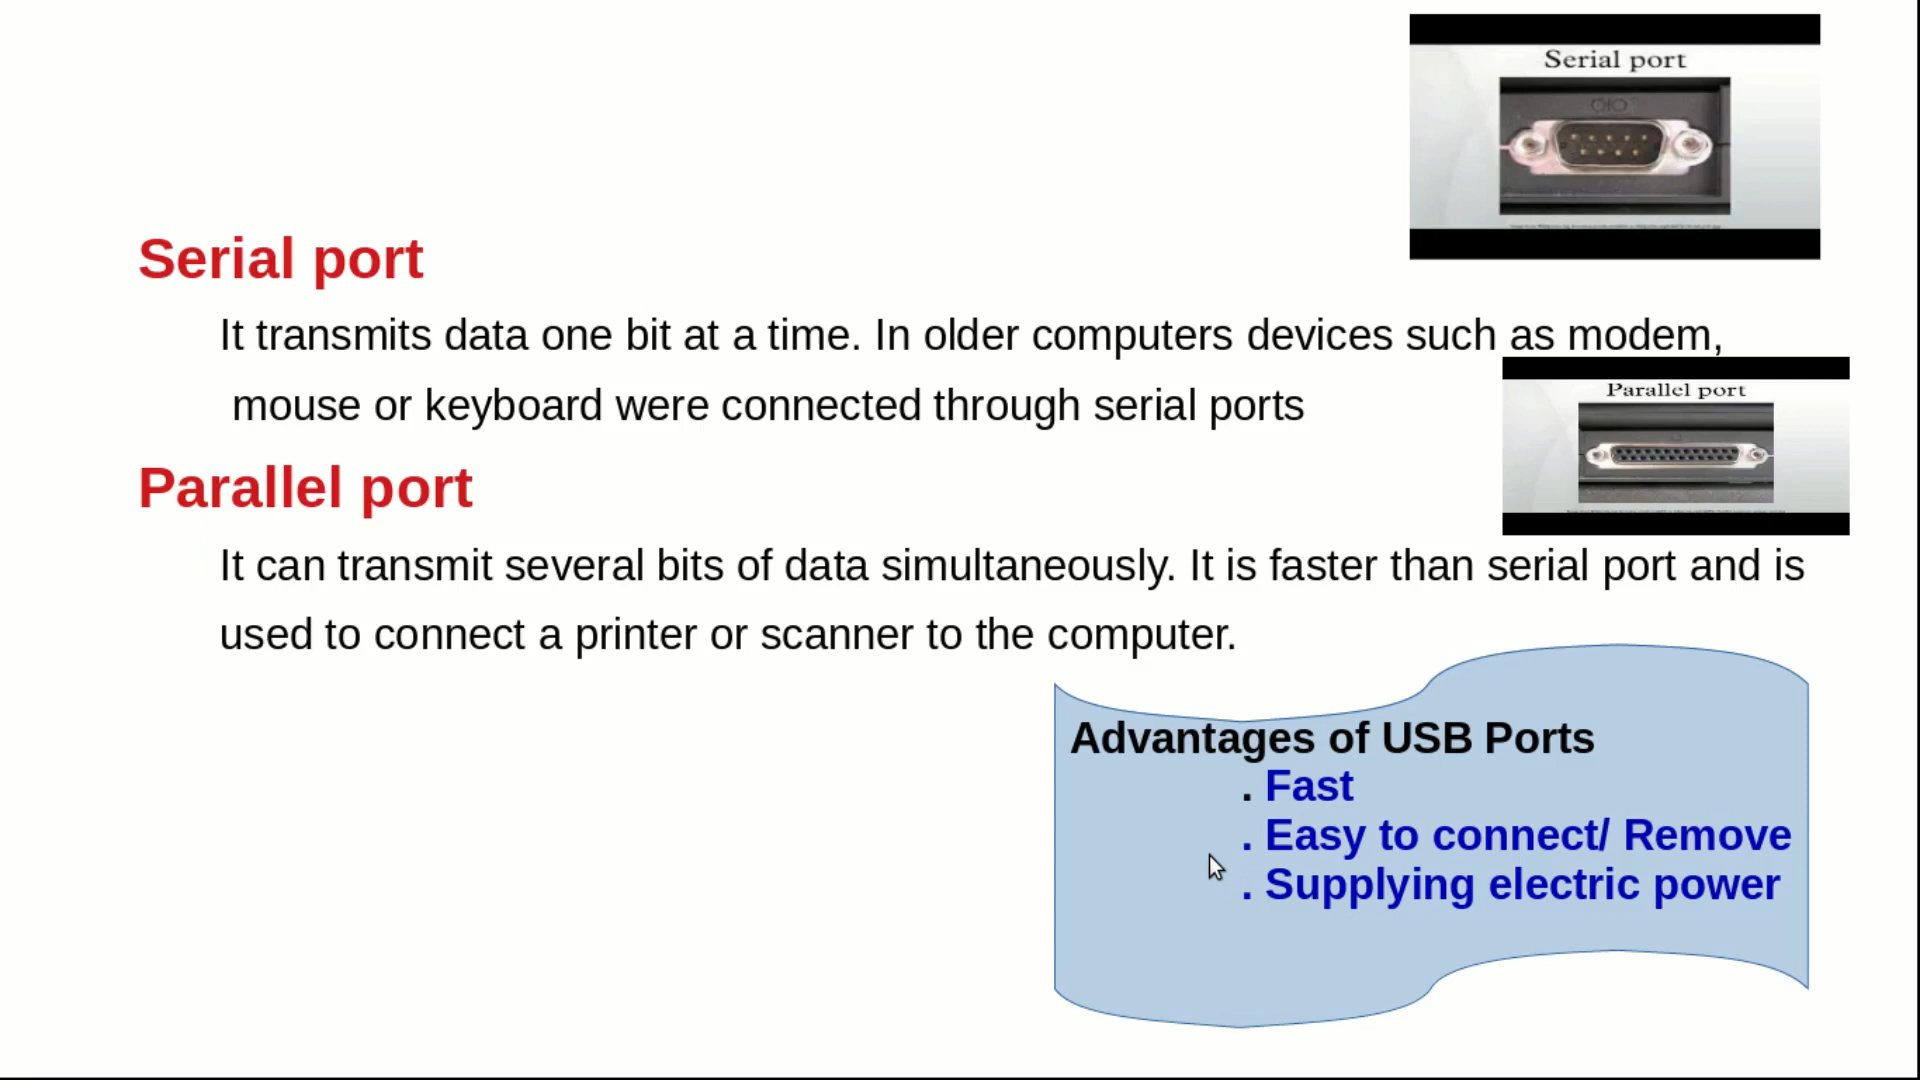 Serial port
Serial port
It transmits data one bit at a time. In older computers devices such as modem,
mouse or keyboard were connected through serial ports
Parallel port
Parallel port
It can transmit several bits of data simultaneously. It is faster than serial port and is
used to connect a printer or scanner to the computer.
Advantages of USB Ports
. Fast
. Easy to connect/ Remove
. Supplying electric power